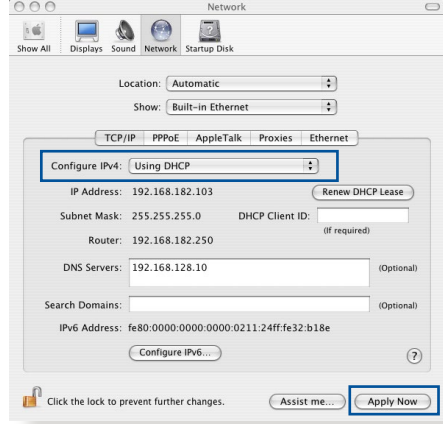 Network
Show All Displays Sound Network Startup Disk
Location: Automatic
Show: Built-in Ethernet
TCP/IP PPPoE AppleTalk Proxies Ethernet
Configure IPv4: Using DHCP
IP Address: 192.168.182.103 Renew DHCP Lease
Subnet Mask: 255.255.255.0 DHCP Client ID:
(If required)
Router: 192.168.182.250
DNS Servers: 192.168.128.10 (Optional)
Search Domains: (Optional)
IPv6 Address: fe80:0000:0000:0000:0211:24ff:fe32:b18e
Configure IPv6... ?
Click the lock to prevent further changes. Assist me... Apply Now